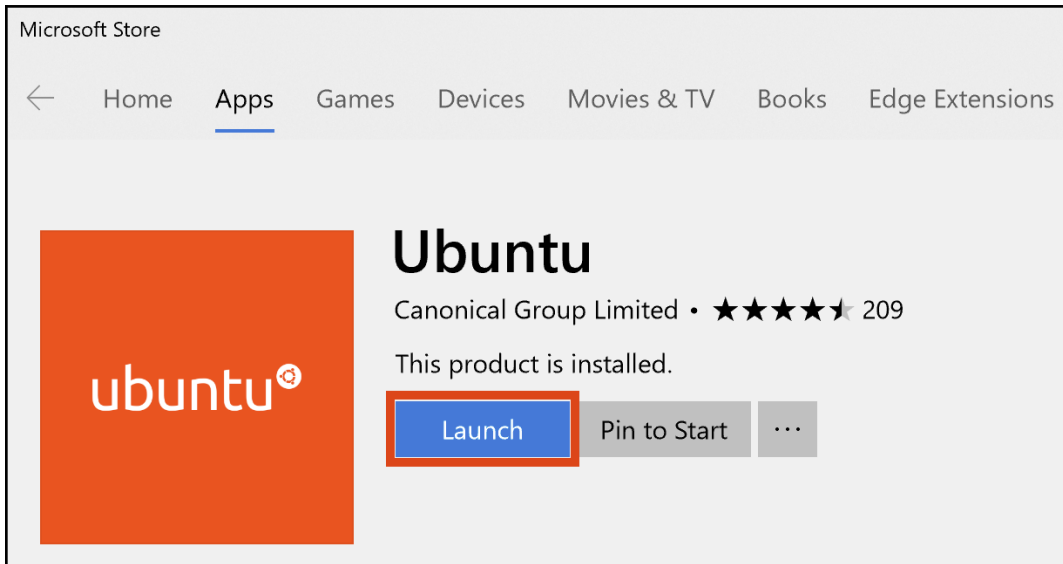 Microsoft Store
Home Apps Games Devices Movies & TV Books Edge Extensions
Ubuntu
Canonical Group Limited • ★★★★★ 209
This product is installed.
ubuntu
Launch Pin to Start ...